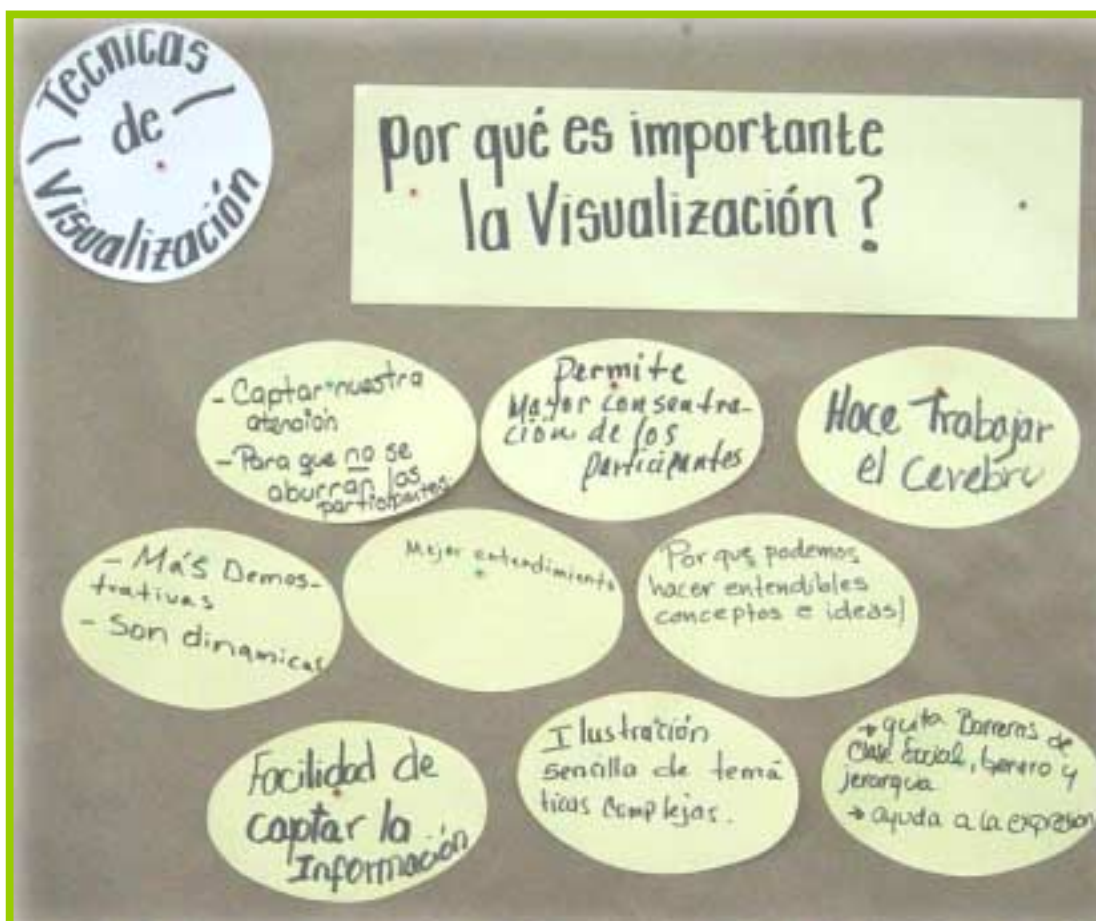 Tecnicas
de
Visualización
Por qué es importante
la Visualización ?
- Captar nuestra
atención
- Para que no se
aburran los
participantes.
Permite
Mayor consentra-
ción de los
participantes
Hace Trabajar
el Cerebro
- Más Demos-
trativas
- Son dinamicas
Mejor entendimiento
Por que podemos
hacer entendibles
conceptos e ideas)
Facilidad de
captar la
Información
Ilustración
sencilla de temá
ticas complejas.
→ quita Barreras de
Clase Social, Genero y
jerarquia
→ ayuda a la expresion